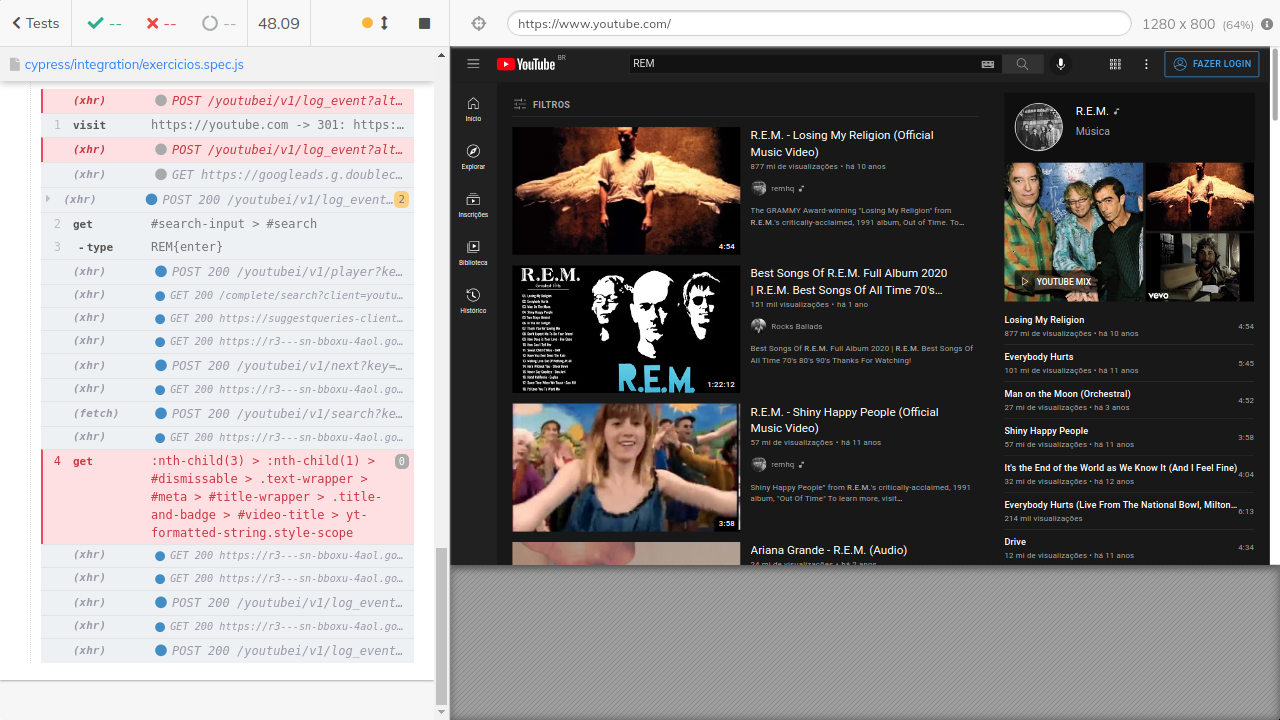 Tests
--
--
--
48.09
https://www.youtube.com/
1280 x 800 (64%)
cypress/integration/exercicios.spec.js
(xhr) POST /youtubei/v1/log_event?alt…
1 visit https://youtube.com -> 301: https:…
(xhr) POST /youtubei/v1/log_event?alt…
(xhr) GET https://googleads.g.doublec…
(xhr) POST 200 /youtubei/v1/log_event… 2
2 get #search-input > #search
3 -type REM{enter}
(xhr) POST 200 /youtubei/v1/player?ke…
(xhr) GET 200 /complete/search?client=youtu…
(xhr) GET 200 https://suggestqueries-client…
(xhr) GET 200 https://r3---sn-bboxu-4aol.go…
(xhr) POST 200 /youtubei/v1/next?key=…
(xhr) GET 200 https://r3---sn-bboxu-4aol.go…
(fetch) POST 200 /youtubei/v1/search?ke…
(xhr) GET 200 https://r3---sn-bboxu-4aol.go…
4 get :nth-child(3) > :nth-child(1) > 0
#dismissable > .text-wrapper >
#meta > #title-wrapper > .title-
and-badge > #video-title > yt-
formatted-string.style-scope
(xhr) GET 200 https://r3---sn-bboxu-4aol.go…
(xhr) GET 200 https://r3---sn-bboxu-4aol.go…
(xhr) POST 200 /youtubei/v1/log_event…
(xhr) GET 200 https://r3---sn-bboxu-4aol.go…
(xhr) POST 200 /youtubei/v1/log_event…
YouTube BR
REM
FAZER LOGIN
Início
Explorar
Inscrições
Biblioteca
Histórico
FILTROS
R.E.M. - Losing My Religion (Official
Music Video)
877 mi de visualizações • há 10 anos
remhq
The GRAMMY Award-winning "Losing My Religion" from
R.E.M.'s critically-acclaimed, 1991 album, Out of Time. To…
4:54
R.E.M.
Greatest Hits
R.E.M.
1:22:12
Best Songs Of R.E.M. Full Album 2020
| R.E.M. Best Songs Of All Time 70's…
151 mil visualizações • há 1 ano
Rocks Ballads
Best Songs Of R.E.M. Full Album 2020 | R.E.M. Best Songs Of
All Time 70's 80's 90's Thanks For Watching!
3:58
R.E.M. - Shiny Happy People (Official
Music Video)
57 mi de visualizações • há 11 anos
remhq
Shiny Happy People" from R.E.M.'s critically-acclaimed, 1991
album, "Out Of Time" To learn more, visit…
Ariana Grande - R.E.M. (Audio)
R.E.M.
Música
YOUTUBE MIX
vevo
Losing My Religion
877 mi de visualizações • há 10 anos
4:54
Everybody Hurts
101 mi de visualizações • há 11 anos
5:45
Man on the Moon (Orchestral)
27 mi de visualizações • há 3 anos
4:52
Shiny Happy People
57 mi de visualizações • há 11 anos
3:58
It's the End of the World as We Know It (And I Feel Fine)
32 mi de visualizações • há 12 anos
4:04
Everybody Hurts (Live From The National Bowl, Milton…
214 mil visualizações
6:13
Drive
12 mi de visualizações • há 11 anos
4:34